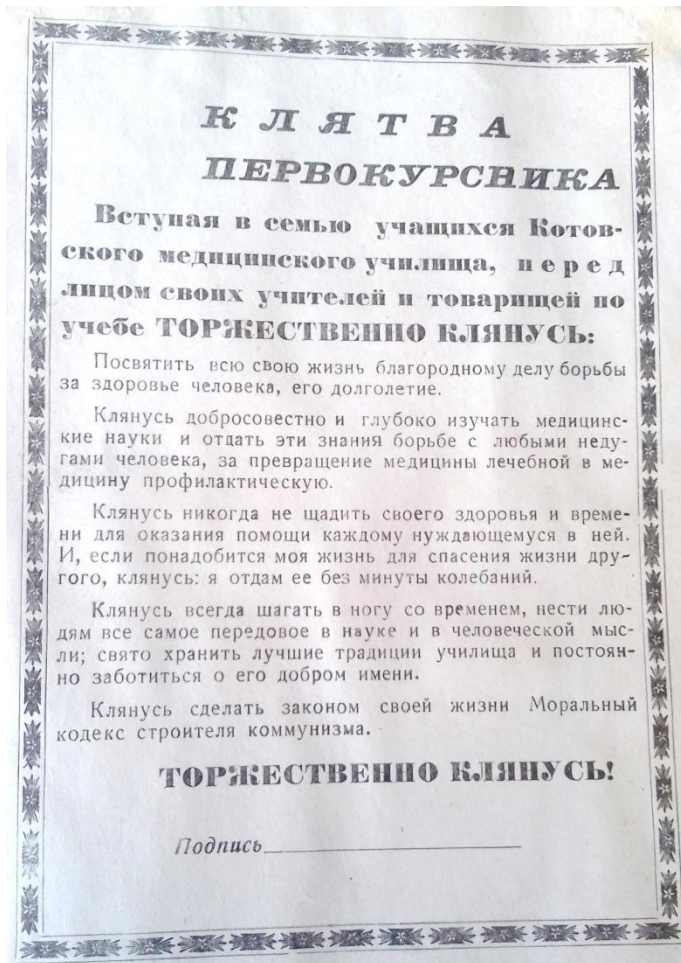 КЛЯТВА
ПЕРВОКУРСНИКА
Вступая в семью учащихся Котов-
ского медицинского училища, перед
лицом своих учителей и товарищей по
учебе ТОРЖЕСТВЕННО КЛЯНУСЬ:
Посвятить всю свою жизнь благородному делу борьбы
за здоровье человека, его долголетие.
Клянусь добросовестно и глубоко изучать медицинс-
кие науки и отдать эти знания борьбе с любыми неду-
гами человека, за превращение медицины лечебной в ме-
дицину профилактическую.
Клянусь никогда не щадить своего здоровья и време-
ни для оказания помощи каждому нуждающемуся в ней.
И, если понадобится моя жизнь для спасения жизни дру-
гого, клянусь: я отдам ее без минуты колебаний.
Клянусь всегда шагать в ногу со временем, нести лю-
дям все самое передовое в науке и в человеческой мыс-
ли; свято хранить лучшие традиции училища и постоян-
но заботиться о его добром имени.
Клянусь сделать законом своей жизни Моральный
кодекс строителя коммунизма.
ТОРЖЕСТВЕННО КЛЯНУСЬ!
Подпись